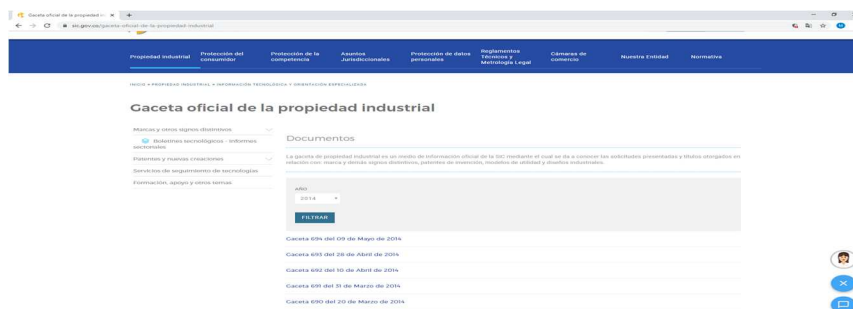 Gaceta oficial de la propiedad in
sic.gov.co/gaceta-oficial-de-la-propiedad-industrial
Propiedad Industrial
Protección del consumidor
Protección de la competencia
Asuntos Jurisdiccionales
Protección de datos personales
Reglamentos Técnicos y Metrología Legal
Cámaras de comercio
Nuestra Entidad
Normativa
INICIO » PROPIEDAD INDUSTRIAL » INFORMACIÓN TECNOLÓGICA Y ORIENTACIÓN ESPECIALIZADA
Gaceta oficial de la propiedad industrial
Marcas y otros signos distintivos
Boletines tecnológicos - Informes sectoriales
Patentes y nuevas creaciones
Servicios de seguimiento de tecnologías
Formación, apoyo y otros temas
Documentos
La gaceta de propiedad industrial es un medio de información oficial de la SIC mediante el cual se da a conocer las solicitudes presentadas y títulos otorgados en
relación con: marca y demás signos distintivos, patentes de invención, modelos de utilidad y diseños industriales.
AÑO
2014
FILTRAR
Gaceta 694 del 09 de Mayo de 2014
Gaceta 693 del 28 de Abril de 2014
Gaceta 692 del 10 de Abril de 2014
Gaceta 691 del 31 de Marzo de 2014
Gaceta 690 del 20 de Marzo de 2014